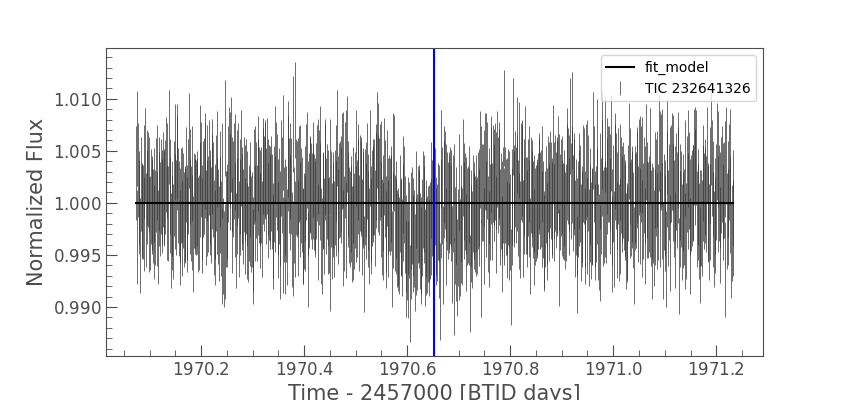 fit_model
TIC 232641326
1.010
1.005
1.000
0.995
0.990
Normalized Flux
1970.2 1970.4 1970.6 1970.8 1971.0 1971.2
Time - 2457000 [BTJD days]